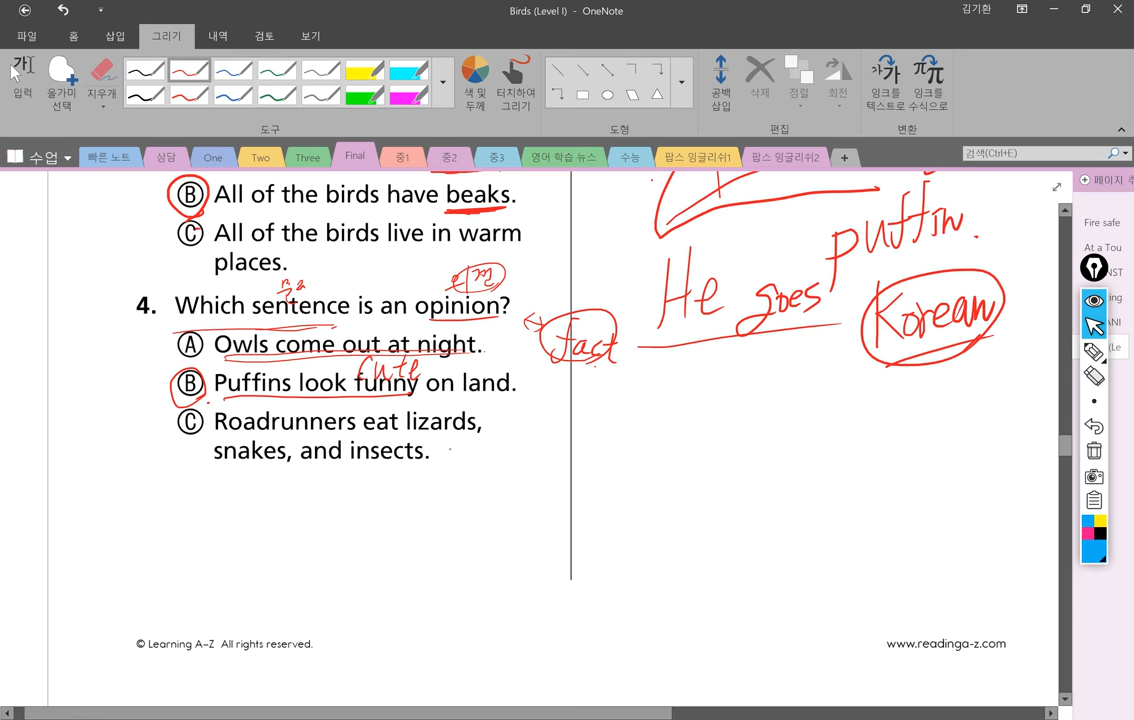 Birds (Level I) - OneNote
김기환
파일 홈 삽입 그리기 내역 검토 보기
입력
올가미 선택
지우개
색 및 두께
터치하여 그리기
공백 삽입
삭제
정렬
회전
잉크를 텍스트로
잉크를 수식으로
도구
도형
편집
변환
수업
빠른 노트
상담
One
Two
Three
Final
중1
중2
중3
영어 학습 뉴스
수능
팝스 잉글리쉬1
팝스 잉글리쉬2
검색(Ctrl+E)
페이지 추
Fire safe
At a Tou
NST
ting
ANI
(Le
B All of the birds have beaks.
C All of the birds live in warm
places.
4. Which sentence is an opinion?
A Owls come out at night.
cute
B Puffins look funny on land.
C Roadrunners eat lizards,
snakes, and insects.
fact
puffin.
He goes
Korean
© Learning A–Z All rights reserved.
www.readinga-z.com